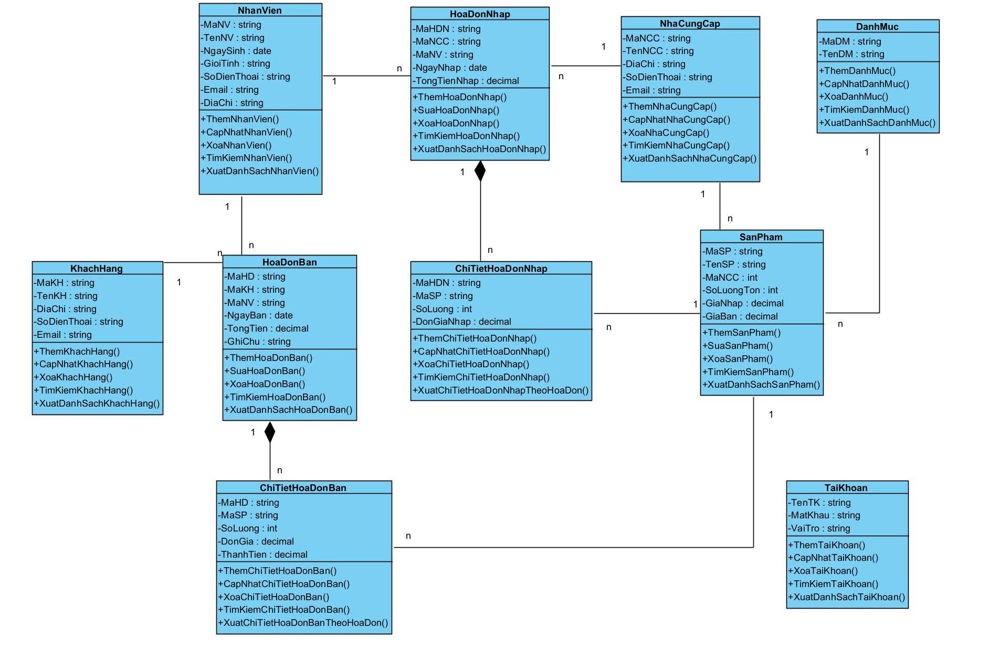 NhanVien
-MaNV : string
-TenNV : string
-NgaySinh : date
-GioiTinh : string
-SoDienThoai : string
-Email : string
-DiaChi : string
+ThemNhanVien()
+CapNhatNhanVien()
+XoaNhanVien()
+TimKiemNhanVien()
+XuatDanhSachNhanVien()
1
n
1
n
HoaDonNhap
-MaHDN : string
-MaNCC : string
-MaNV : string
-NgayNhap : date
-TongTienNhap : decimal
+ThemHoaDonNhap()
+SuaHoaDonNhap()
+XoaHoaDonNhap()
+TimKiemHoaDonNhap()
+XuatDanhSachHoaDonNhap()
1
n
1
n
NhaCungCap
-MaNCC : string
-TenNCC : string
-DiaChi : string
-SoDienThoai : string
-Email : string
+ThemNhaCungCap()
+CapNhatNhaCungCap()
+XoaNhaCungCap()
+TimKiemNhaCungCap()
+XuatDanhSachNhaCungCap()
1
n
DanhMuc
-MaDM : string
-TenDM : string
+ThemDanhMuc()
+CapNhatDanhMuc()
+XoaDanhMuc()
+TimKiemDanhMuc()
+XuatDanhSachDanhMuc()
1
n
KhachHang
-MaKH : string
-TenKH : string
-DiaChi : string
-SoDienThoai : string
-Email : string
+ThemKhachHang()
+CapNhatKhachHang()
+XoaKhachHang()
+TimKiemKhachHang()
+XuatDanhSachKhachHang()
1
n
HoaDonBan
-MaHD : string
-MaKH : string
-MaNV : string
-NgayBan : date
-TongTien : decimal
-GhiChu : string
+ThemHoaDonBan()
+SuaHoaDonBan()
+XoaHoaDonBan()
+TimKiemHoaDonBan()
+XuatDanhSachHoaDonBan()
1
n
ChiTietHoaDonNhap
-MaHDN : string
-MaSP : string
-SoLuong : int
-DonGiaNhap : decimal
+ThemChiTietHoaDonNhap()
+CapNhatChiTietHoaDonNhap()
+XoaChiTietHoaDonNhap()
+TimKiemChiTietHoaDonNhap()
+XuatChiTietHoaDonNhapTheoHoaDon()
n
1
SanPham
-MaSP : string
-TenSP : string
-MaNCC : int
-SoLuongTon : int
-GiaNhap : decimal
-GiaBan : decimal
+ThemSanPham()
+SuaSanPham()
+XoaSanPham()
+TimKiemSanPham()
+XuatDanhSachSanPham()
1
n
ChiTietHoaDonBan
-MaHD : string
-MaSP : string
-SoLuong : int
-DonGia : decimal
-ThanhTien : decimal
+ThemChiTietHoaDonBan()
+CapNhatChiTietHoaDonBan()
+XoaChiTietHoaDonBan()
+TimKiemChiTietHoaDonBan()
+XuatChiTietHoaDonBanTheoHoaDon()
TaiKhoan
-TenTK : string
-MatKhau : string
-VaiTro : string
+ThemTaiKhoan()
+CapNhatTaiKhoan()
+XoaTaiKhoan()
+TimKiemTaiKhoan()
+XuatDanhSachTaiKhoan()